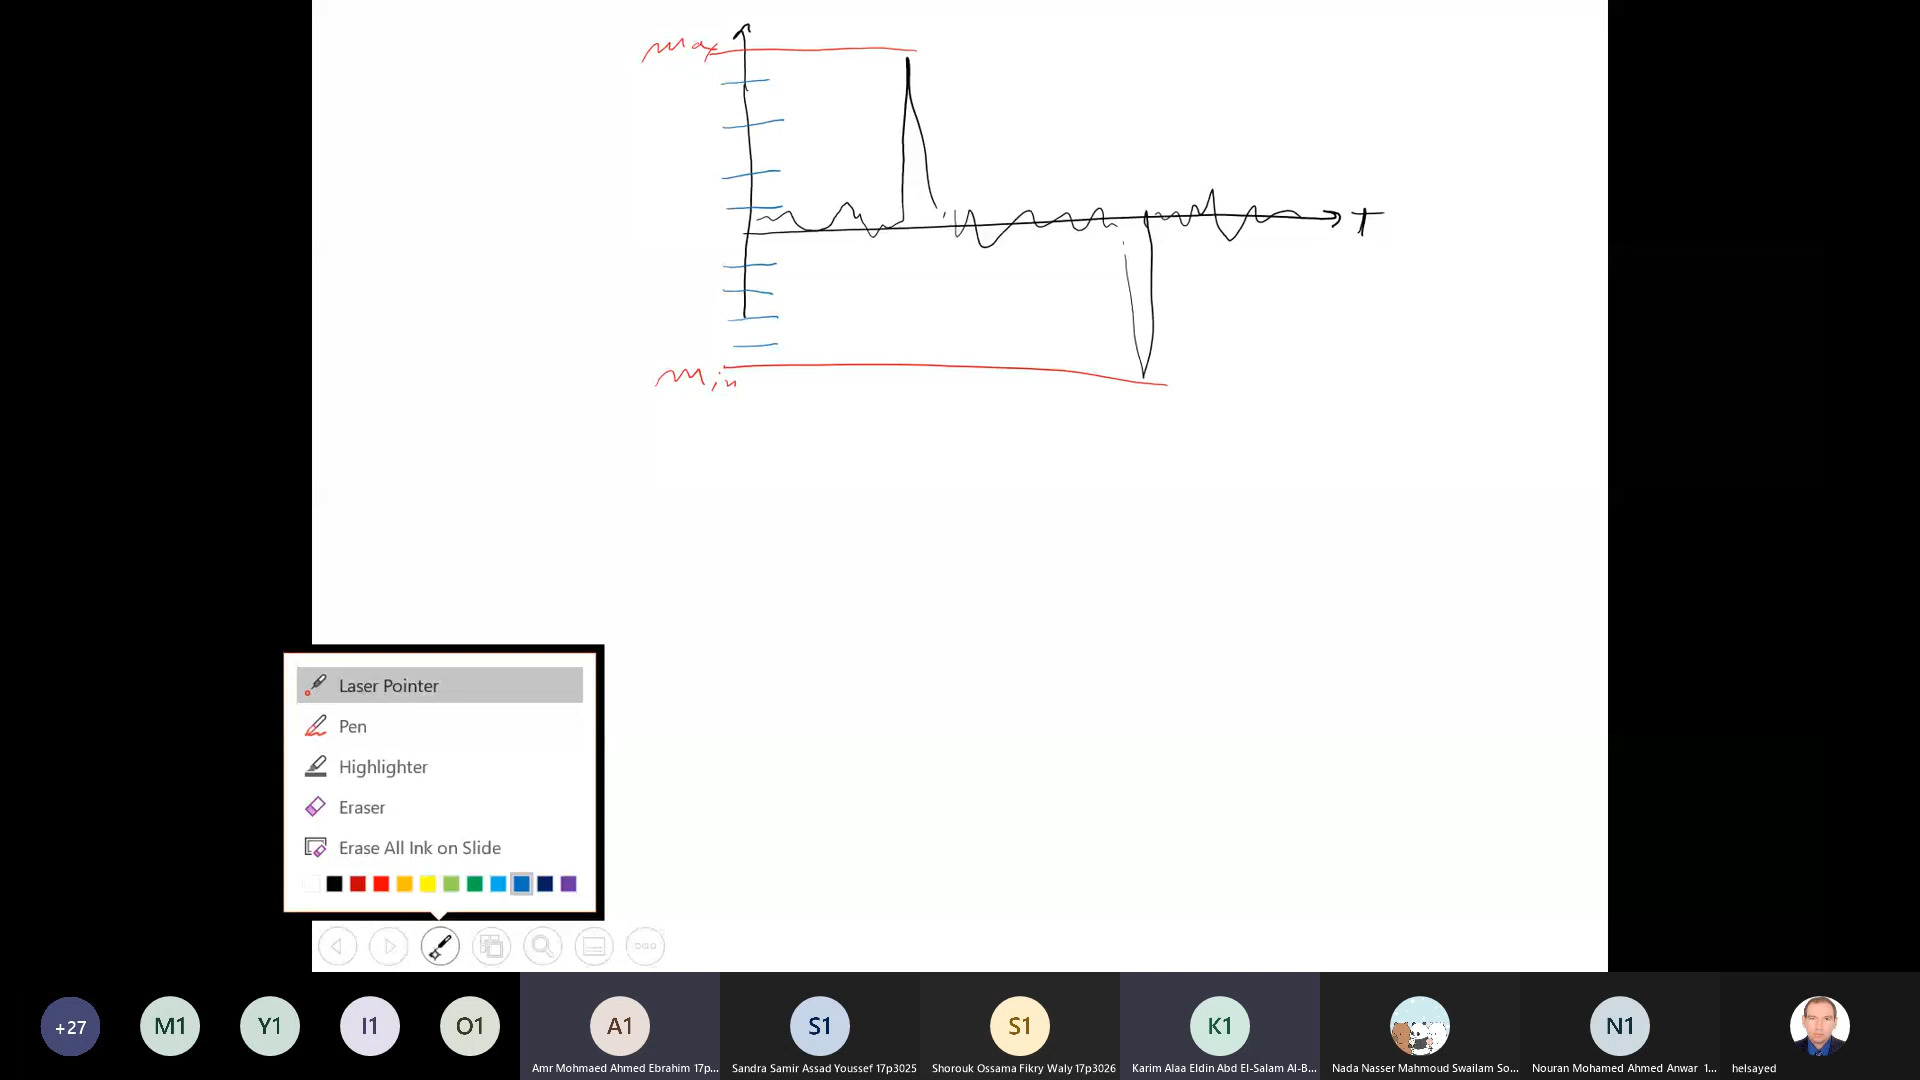 max
T
min
Laser Pointer
Pen
Highlighter
Eraser
Erase All Ink on Slide
+27
M1
Y1
I1
O1
A1
S1
S1
K1
N1
Amr Mohmaed Ahmed Ebrahim 17p...
Sandra Samir Assad Youssef 17p3025
Shorouk Ossama Fikry Waly 17p3026
Karim Alaa Eldin Abd El-Salam Al-B...
Nada Nasser Mahmoud Swailam So...
Nouran Mohamed Ahmed Anwar 1...
helsayed